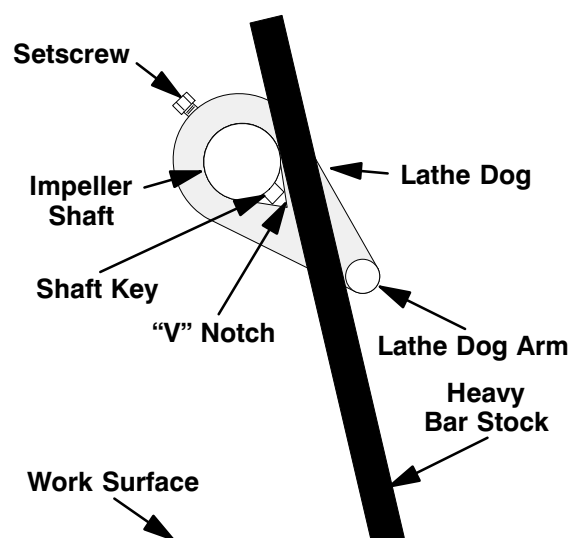 Setscrew
Lathe Dog
Impeller
Shaft
Shaft Key
“V” Notch
Lathe Dog Arm
Heavy
Bar Stock
Work Surface